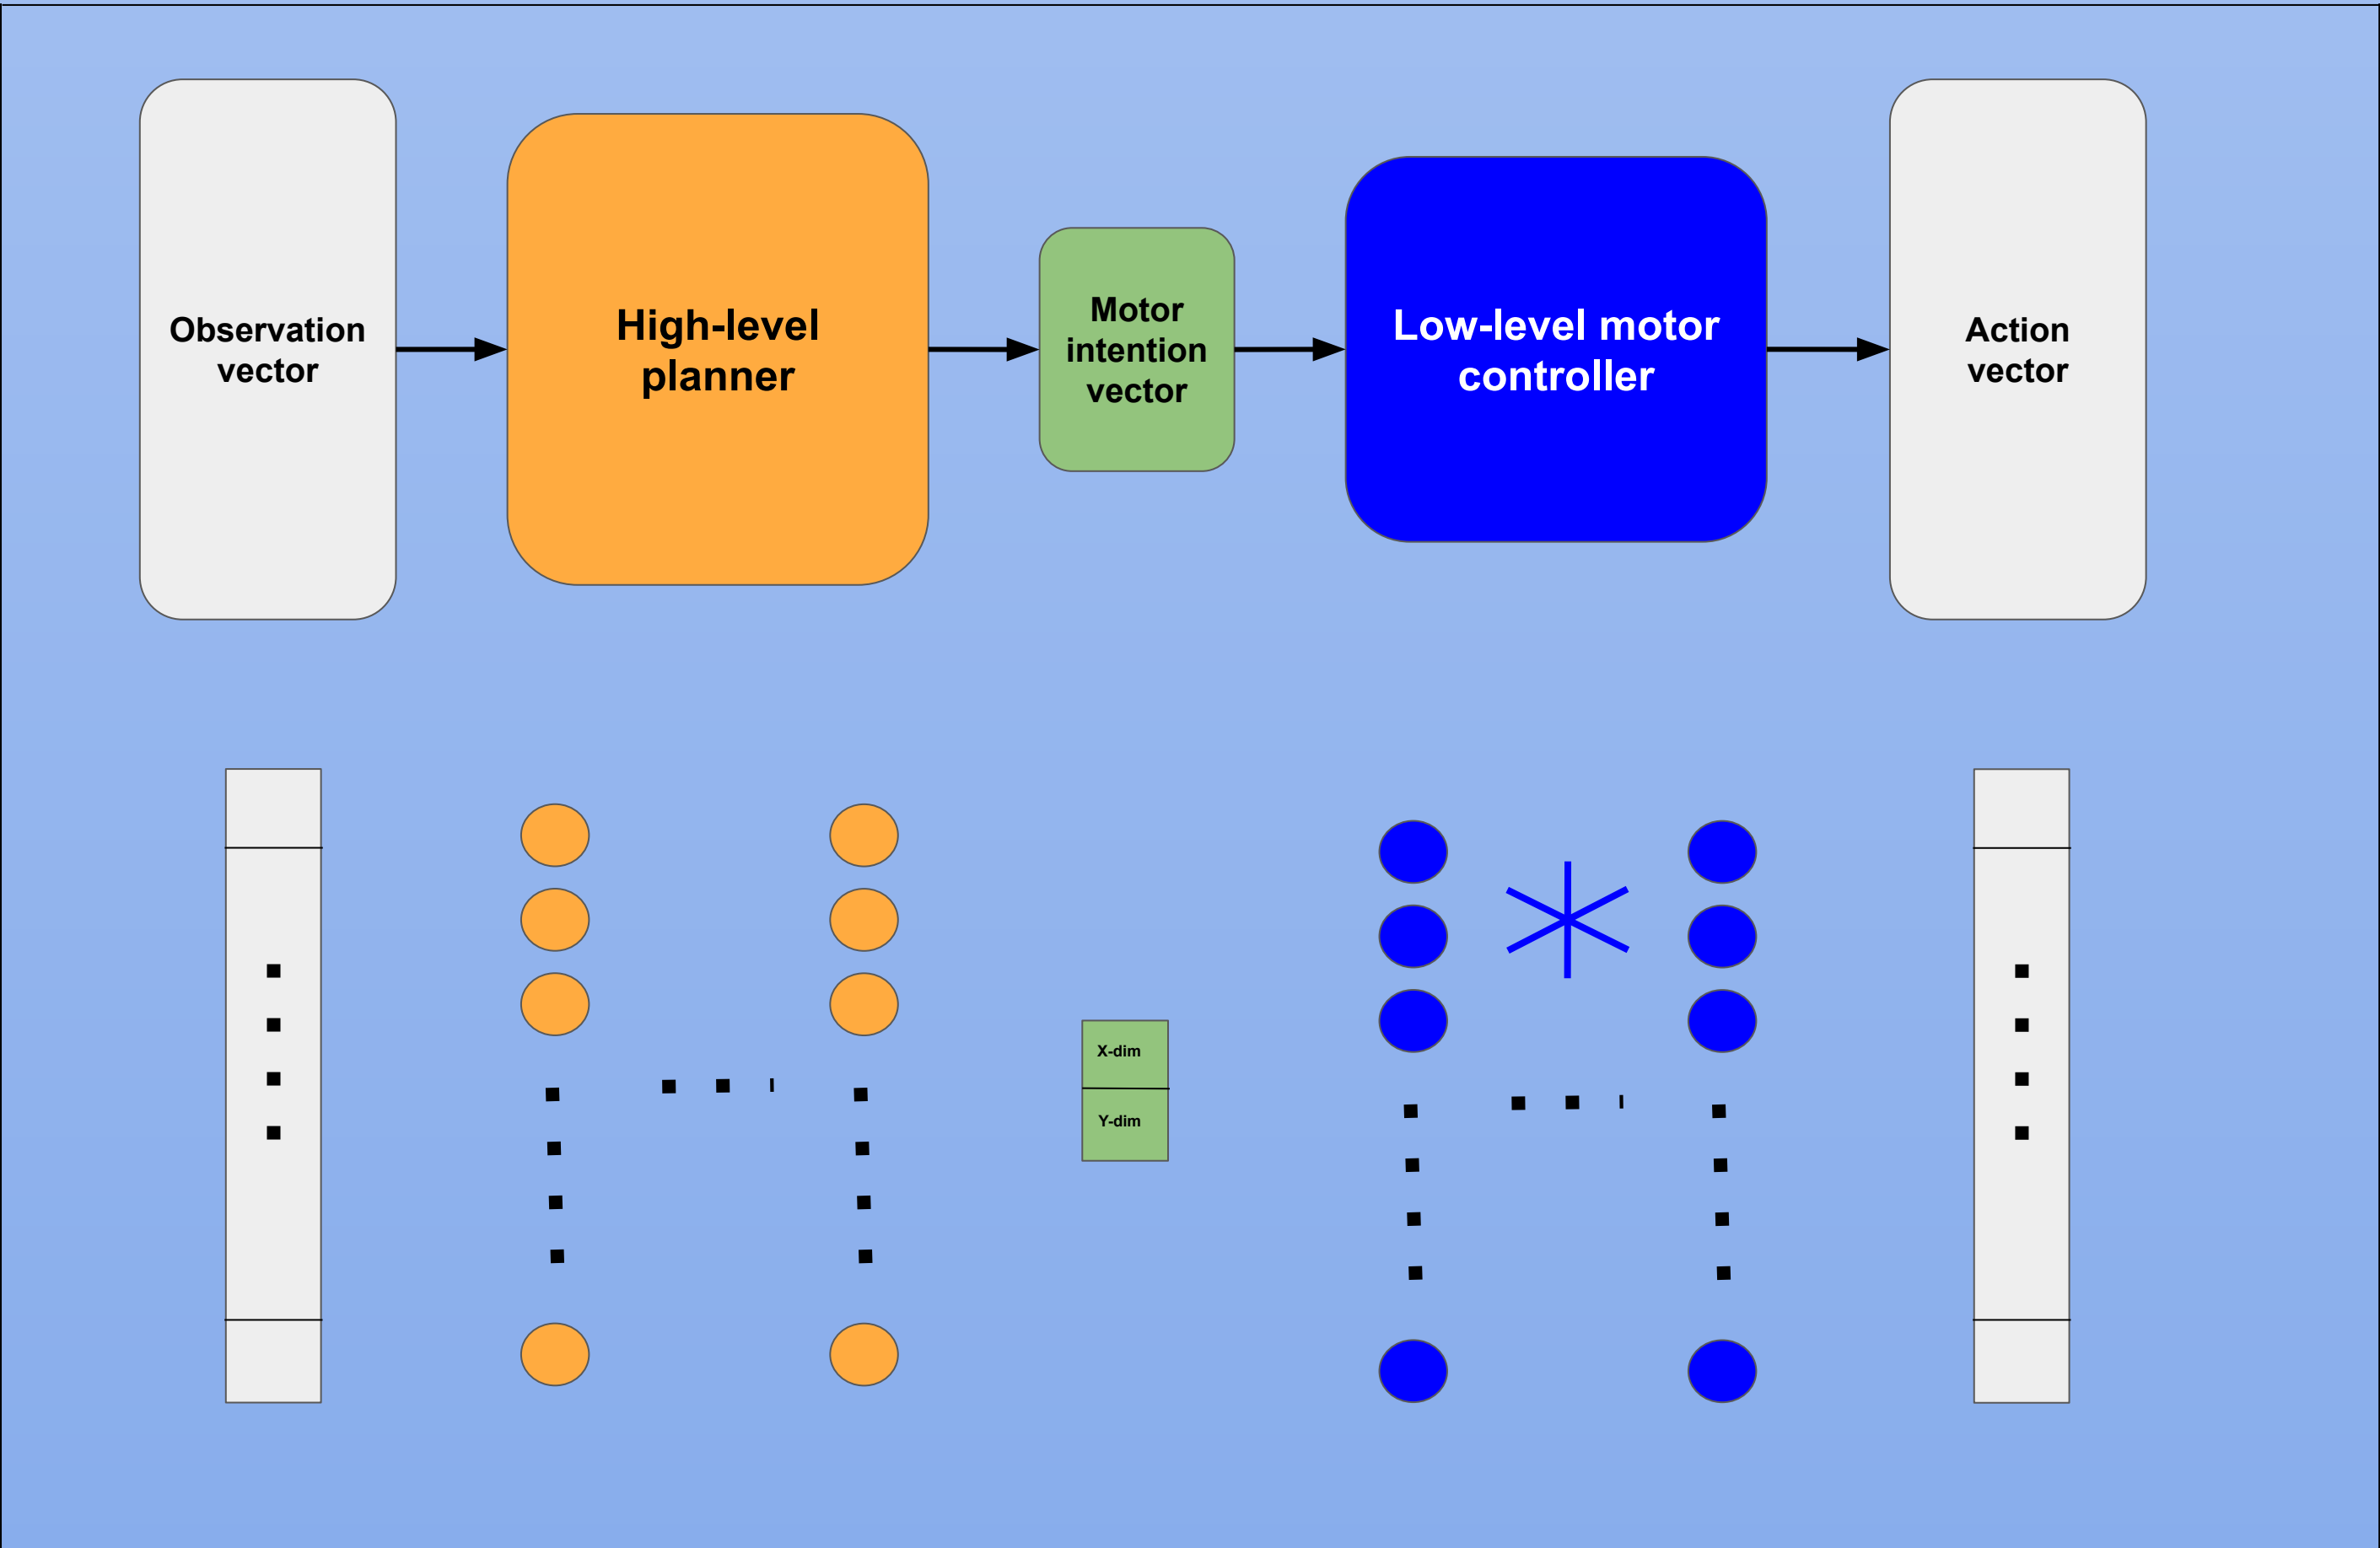 Observation
vector
High-level
planner
Motor
intention
vector
Low-level motor
controller
Action
vector
X-dim
Y-dim